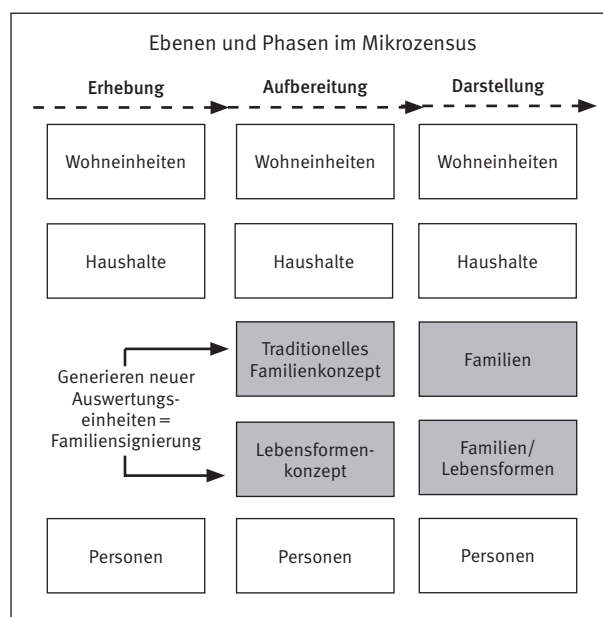 Ebenen und Phasen im Mikrozensus
Erhebung Aufbereitung Darstellung
Wohneinheiten Wohneinheiten Wohneinheiten
Haushalte Haushalte Haushalte
Generieren neuer
Auswertungs-
einheiten =
Familiensignierung
Traditionelles
Familienkonzept
Familien
Lebensformen-
konzept
Familien/
Lebensformen
Personen Personen Personen